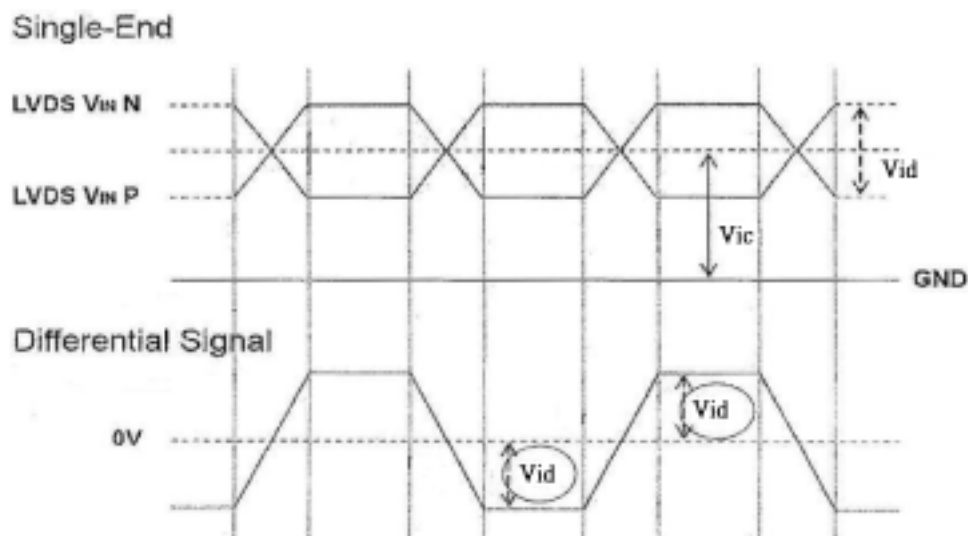 Single-End
LVDS VIN N
Vid
LVDS VIN P
Vic
GND
Differential Signal
Vid
0V
Vid